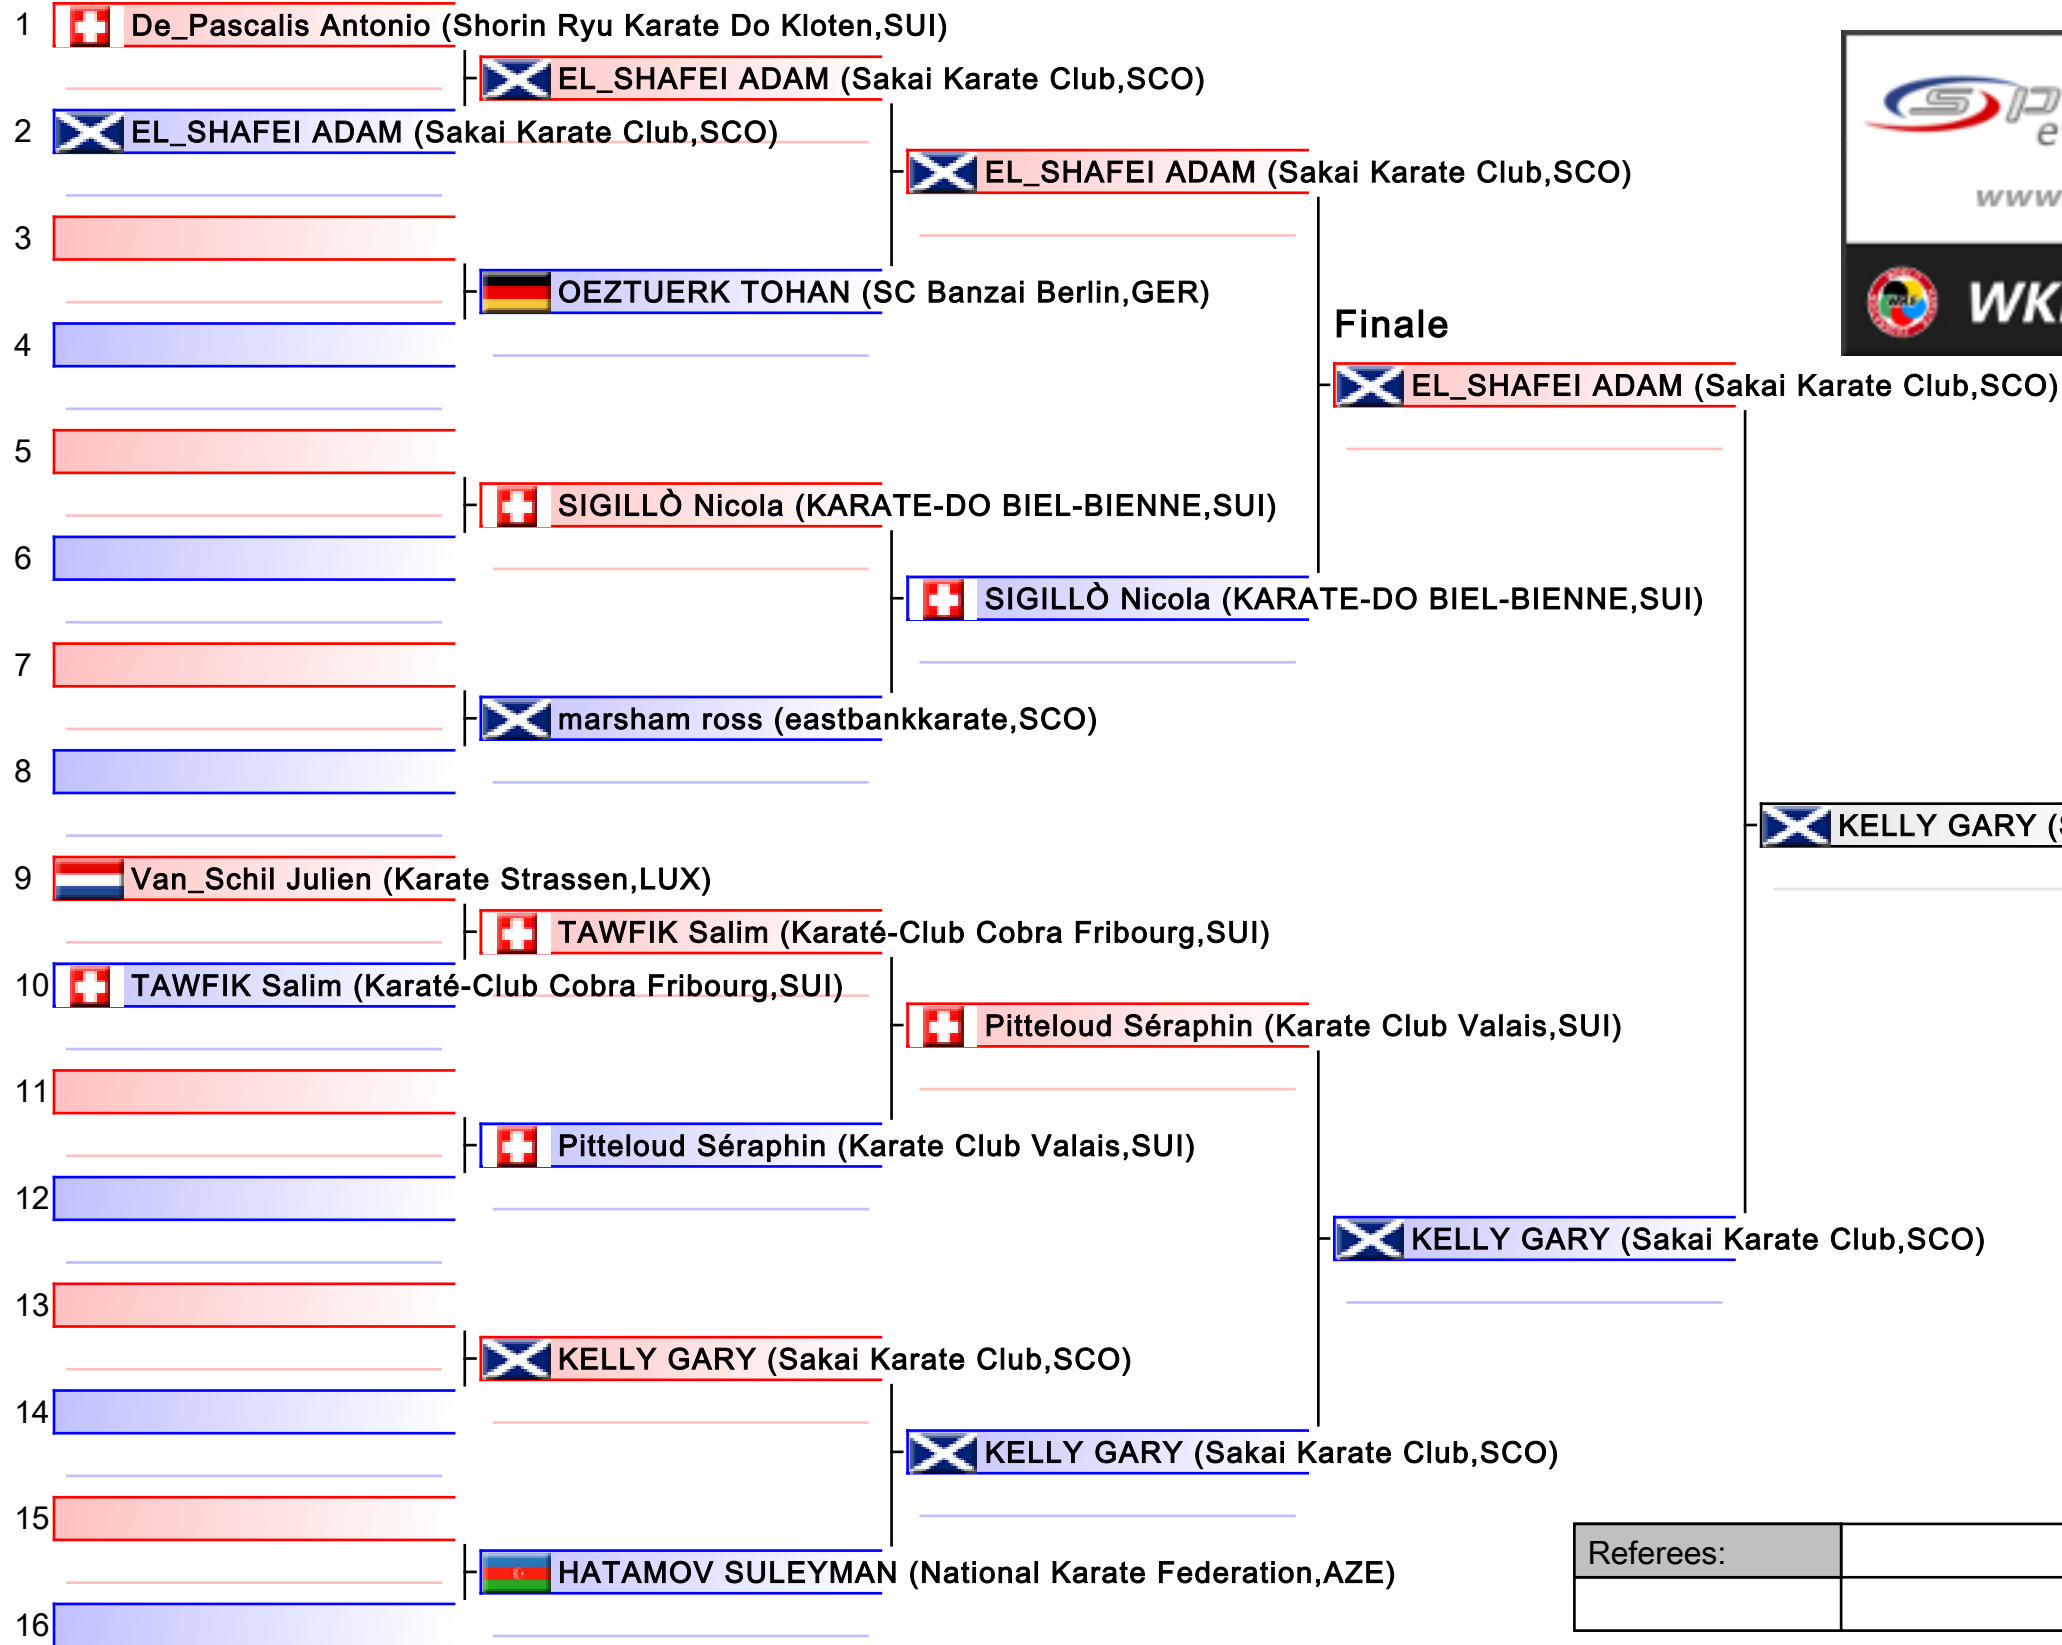 1 De_Pascalis Antonio (Shorin Ryu Karate Do Kloten,SUI)
EL_SHAFEI ADAM (Sakai Karate Club,SCO)
2 EL_SHAFEI ADAM (Sakai Karate Club,SCO)
EL_SHAFEI ADAM (Sakai Karate Club,SCO)
www
3
OEZTUERK TOHAN (SC Banzai Berlin,GER)
WK
Finale
4
EL_SHAFEI ADAM (Sakai Karate Club,SCO)
5
SIGILLÒ Nicola (KARATE-DO BIEL-BIENNE,SUI)
6
SIGILLÒ Nicola (KARATE-DO BIEL-BIENNE,SUI)
7
marsham ross (eastbankkarate,SCO)
8
KELLY GARY (
9 Van_Schil Julien (Karate Strassen,LUX)
TAWFIK Salim (Karaté-Club Cobra Fribourg,SUI)
10 TAWFIK Salim (Karaté-Club Cobra Fribourg,SUI)
Pitteloud Séraphin (Karate Club Valais,SUI)
11
Pitteloud Séraphin (Karate Club Valais,SUI)
12
KELLY GARY (Sakai Karate Club,SCO)
13
KELLY GARY (Sakai Karate Club,SCO)
14
KELLY GARY (Sakai Karate Club,SCO)
15
Referees:
HATAMOV SULEYMAN (National Karate Federation,AZE)
16